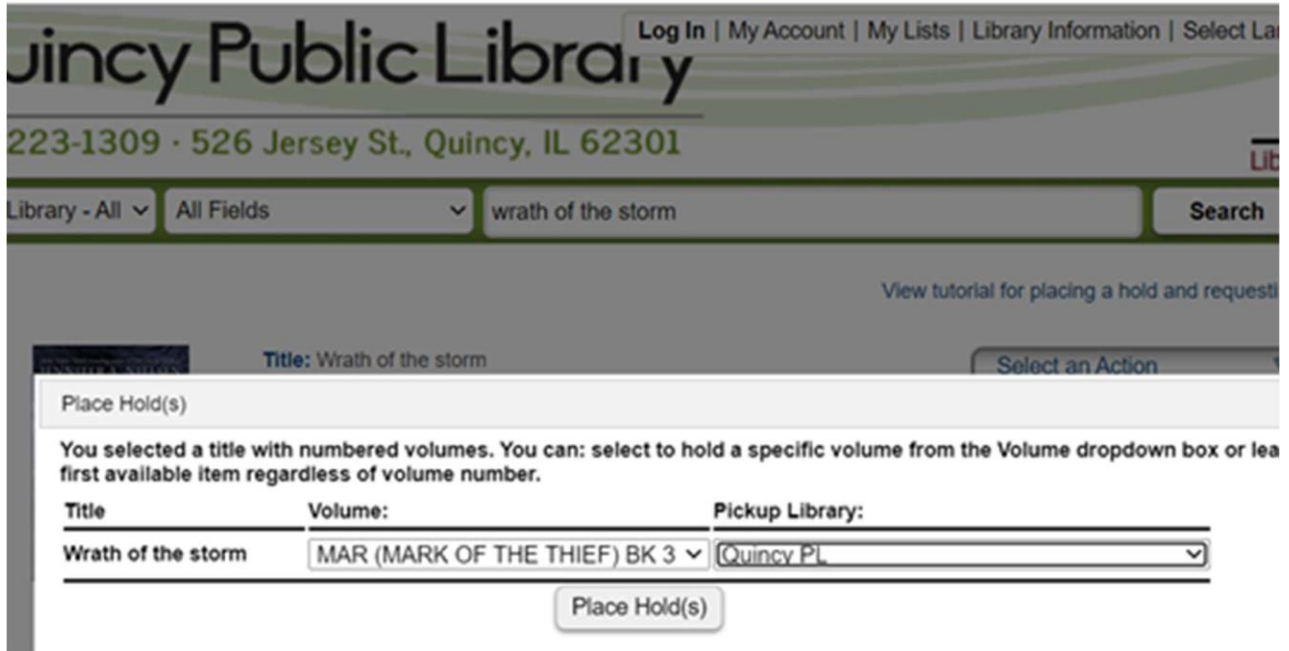 Log In | My Account | My Lists | Library Information | Select La
uincy Public Library
223-1309 · 526 Jersey St., Quincy, IL 62301
Lib
Library - All All Fields wrath of the storm Search
View tutorial for placing a hold and requesti
Title: Wrath of the storm
Select an Action
Place Hold(s)
You selected a title with numbered volumes. You can: select to hold a specific volume from the Volume dropdown box or lea
first available item regardless of volume number.
Title Volume: Pickup Library:
Wrath of the storm MAR (MARK OF THE THIEF) BK 3 Quincy PL
Place Hold(s)